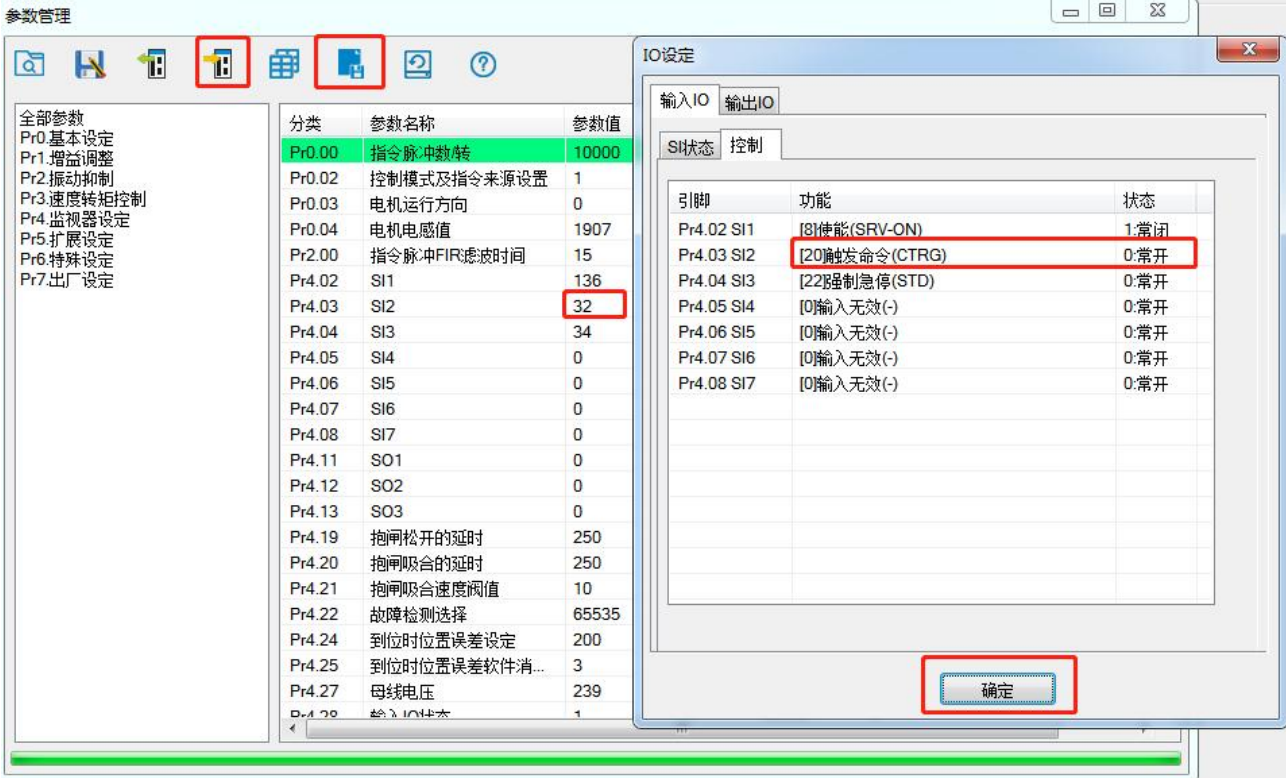 参数管理
全部参数
Pr0.基本设定
Pr1.增益调整
Pr2.振动抑制
Pr3.速度转矩控制
Pr4.监视器设定
Pr5.扩展设定
Pr6.特殊设定
Pr7.出厂设定
分类 参数名称 参数值
Pr0.00 指令脉冲数/转 10000
Pr0.02 控制模式及指令来源设置 1
Pr0.03 电机运行方向 0
Pr0.04 电机电感值 1907
Pr2.00 指令脉冲FIR滤波时间 15
Pr4.02 SI1 136
Pr4.03 SI2 32
Pr4.04 SI3 34
Pr4.05 SI4 0
Pr4.06 SI5 0
Pr4.07 SI6 0
Pr4.08 SI7 0
Pr4.11 SO1 0
Pr4.12 SO2 0
Pr4.13 SO3 0
Pr4.19 抱闸松开的延时 250
Pr4.20 抱闸吸合的延时 250
Pr4.21 抱闸吸合速度阀值 10
Pr4.22 故障检测选择 65535
Pr4.24 到位时位置误差设定 200
Pr4.25 到位时位置误差软件消... 3
Pr4.27 母线电压 239
Pr4.28 输入IO状态 1
IO设定
输入IO 输出IO
SI状态 控制
引脚 功能 状态
Pr4.02 SI1 [8]使能(SRV-ON) 1:常闭
Pr4.03 SI2 [20]触发命令(CTRG) 0:常开
Pr4.04 SI3 [22]强制急停(STD) 0:常开
Pr4.05 SI4 [0]输入无效(-) 0:常开
Pr4.06 SI5 [0]输入无效(-) 0:常开
Pr4.07 SI6 [0]输入无效(-) 0:常开
Pr4.08 SI7 [0]输入无效(-) 0:常开
确定